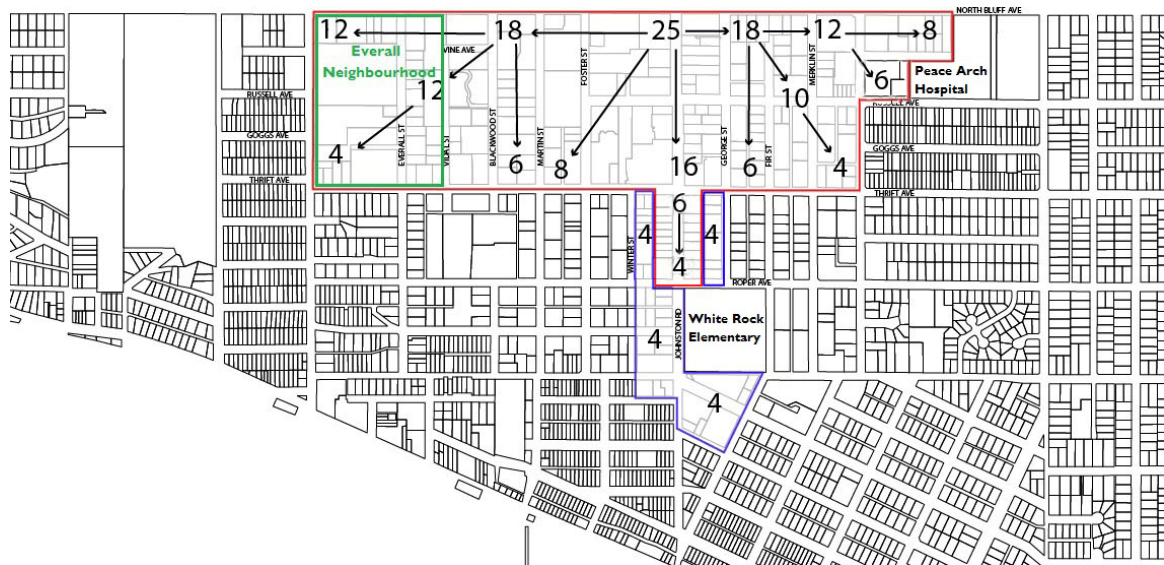 NORTH BLUFF AVE
12 18 25 18 12 8
Everall
Neighbourhood
VINE AVE
FOSTER ST
MERKLIN ST
Peace Arch
Hospital
12
10
6
RUSSELL AVE
GOGGS AVE
THRIFT AVE
EVERALL ST
VIDAL ST
BLACKWOOD ST
MARTIN ST
GEORGE ST
FIR ST
AVE
GOGGS AVE
THRIFT AVE
4
6
8
16
6
4
6
4
4
4
WINTER ST
ROPER AVE
JOHNSTON RD
White Rock
Elementary
4
4